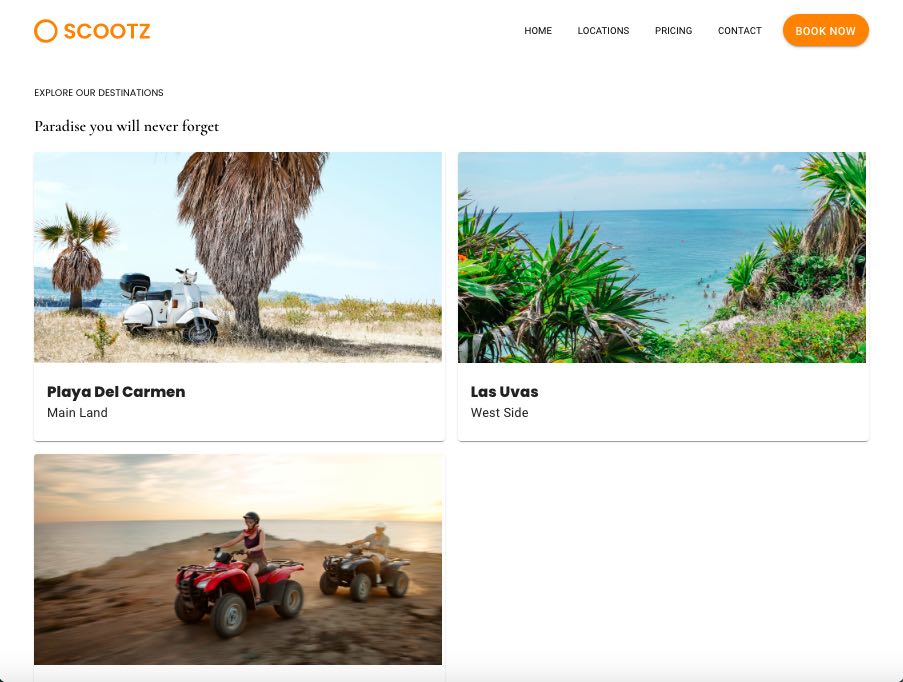 SCOOTZ
HOME LOCATIONS PRICING CONTACT BOOK NOW
EXPLORE OUR DESTINATIONS
Paradise you will never forget
Playa Del Carmen
Main Land
Las Uvas
West Side